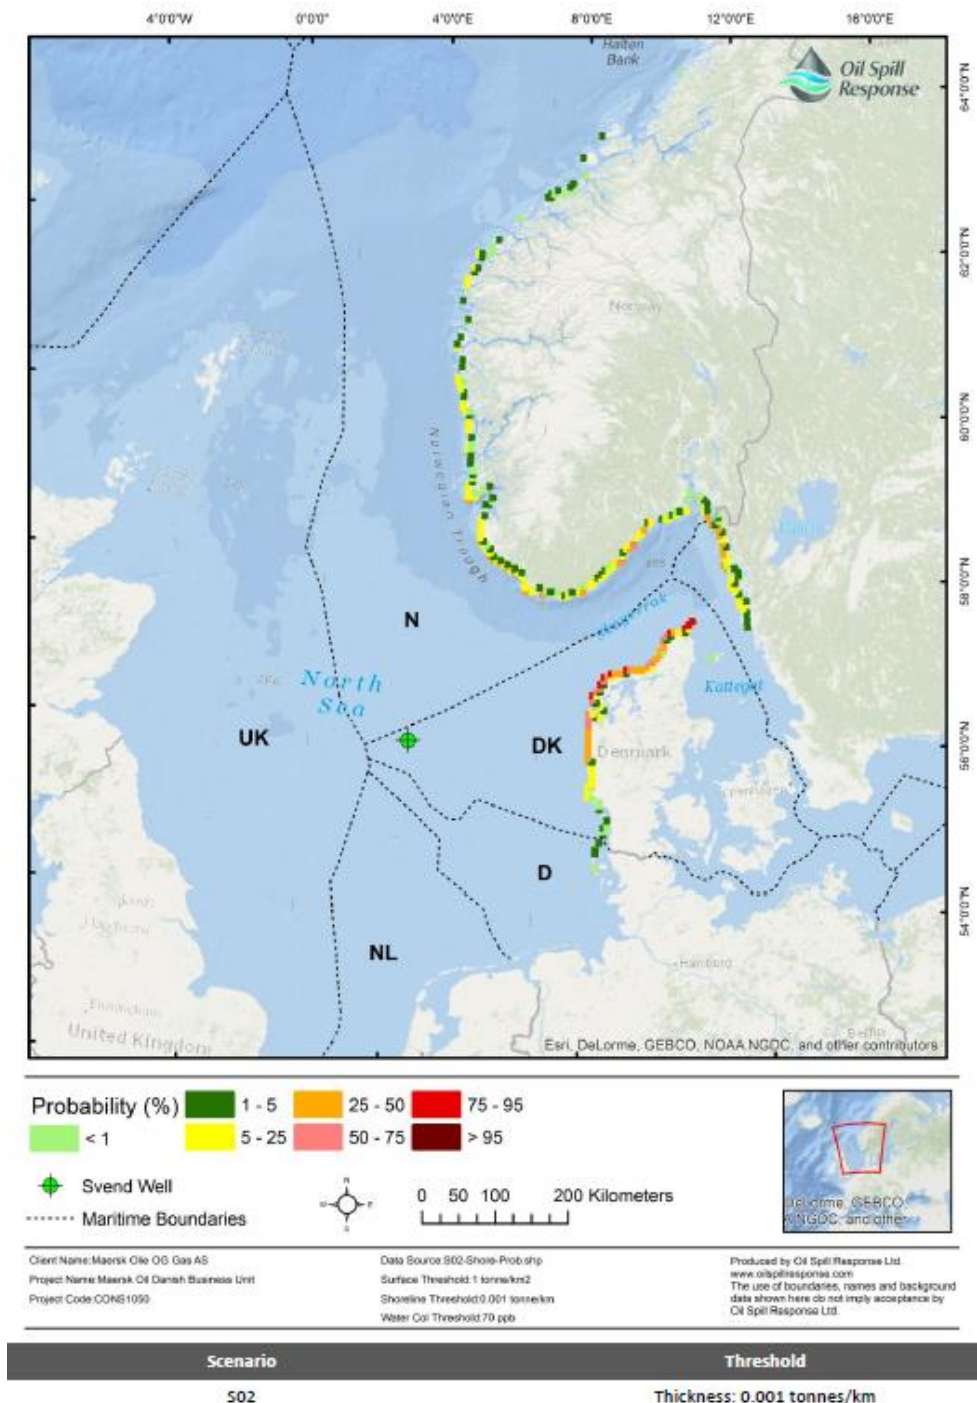 4°0'0"W 0°0'0" 4°0'0"E 8°0'0"E 12°0'0"E 16°0'0"E
Halten
Bank
Oil Spill
Response
64°0'0"N
62°0'0"N
Norway
60°0'0"N
Norwegian Trough
58°0'0"N
Skagerrak
N
North
Sea
Kattegat
UK
DK
Denmark
56°0'0"N
D
54°0'0"N
NL
Hamburg
United Kingdom
Berlin
Esri, DeLorme, GEBCO, NOAA NGDC, and other contributors
Probability (%)
1 - 5 25 - 50 75 - 95
< 1 5 - 25 50 - 75 > 95
Svend Well
Maritime Boundaries
N
E
S
0 50 100 200 Kilometers
DeLorme, GEBCO,
A NGDC, and other
Client Name:Maersk Olie OG Gas AS
Project Name:Maersk Oil Danish Business Unit
Project Code:CONS1050
Data Source:S02-Shore-Prob.shp
Surface Threshold:1 tonne/km2
Shoreline Threshold:0.001 tonne/km
Water Col Threshold:70 ppb
Produced by Oil Spill Response Ltd.
www.oilspillresponse.com
The use of boundaries, names and background
data shown here do not imply acceptance by
Oil Spill Response Ltd.
Scenario Threshold
S02 Thickness: 0.001 tonnes/km